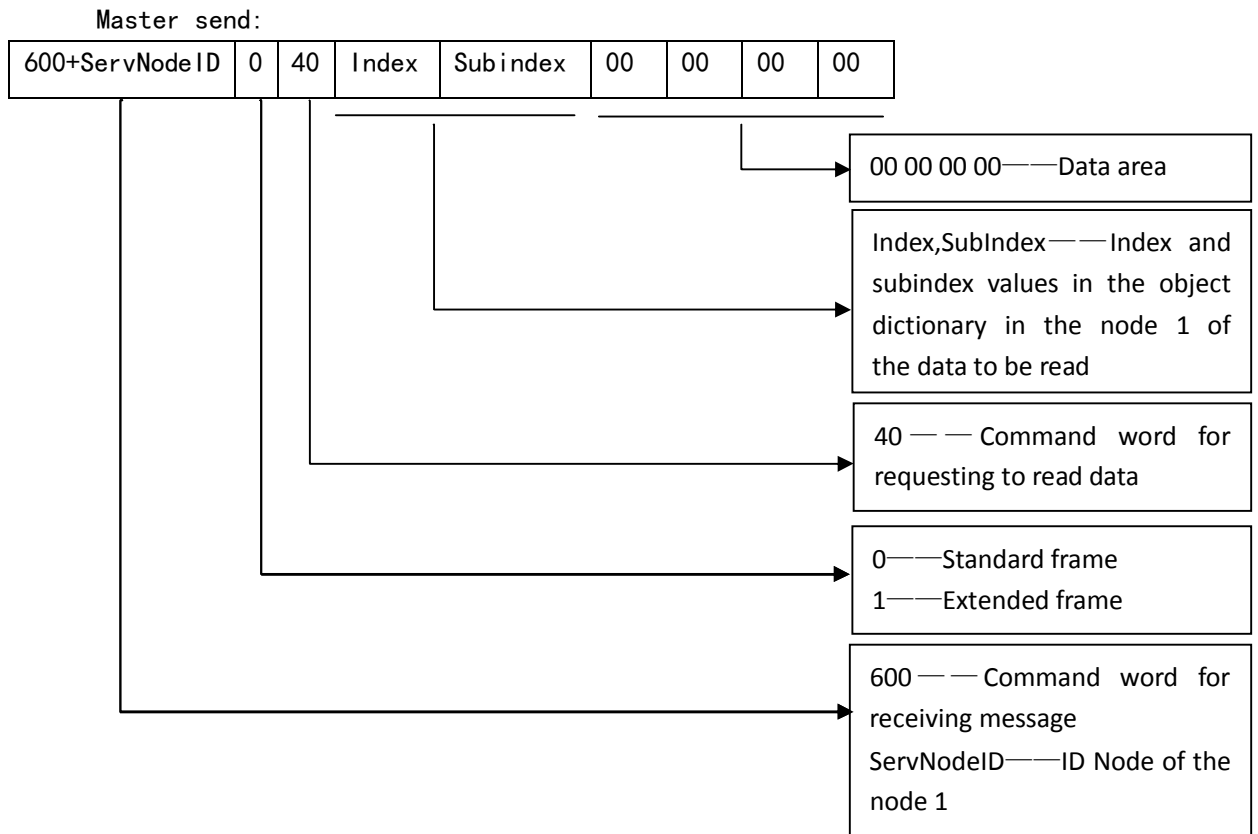 Master send:
600+ServNodeID 0 40 Index Subindex 00 00 00 00
00 00 00 00——Data area
Index,SubIndex——Index and
subindex values in the object
dictionary in the node 1 of
the data to be read
40——Command word for
requesting to read data
0——Standard frame
1——Extended frame
600——Command word for
receiving message
ServNodeID——ID Node of the
node 1